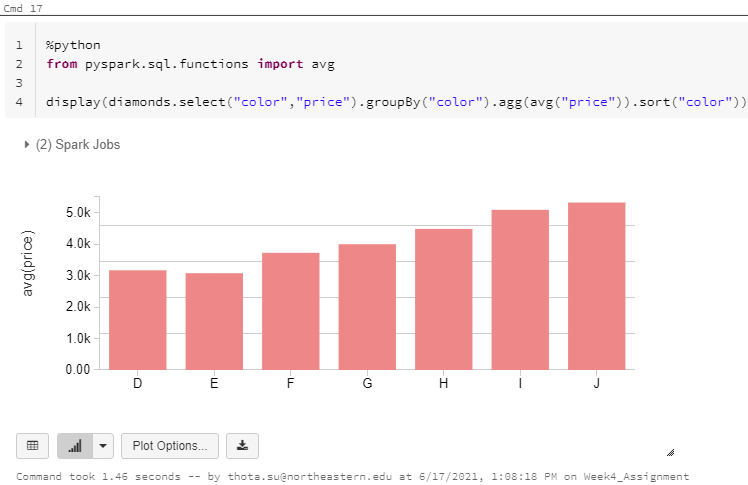 Cmd 17
1 %python
2 from pyspark.sql.functions import avg
3
4 display(diamonds.select("color","price").groupBy("color").agg(avg("price")).sort("color"))
(2) Spark Jobs
avg(price)
5.0k
4.0k
3.0k
2.0k
1.0k
0.00
D E F G H I J
Plot Options...
Command took 1.46 seconds -- by thota.su@northeastern.edu at 6/17/2021, 1:08:18 PM on Week4_Assignment